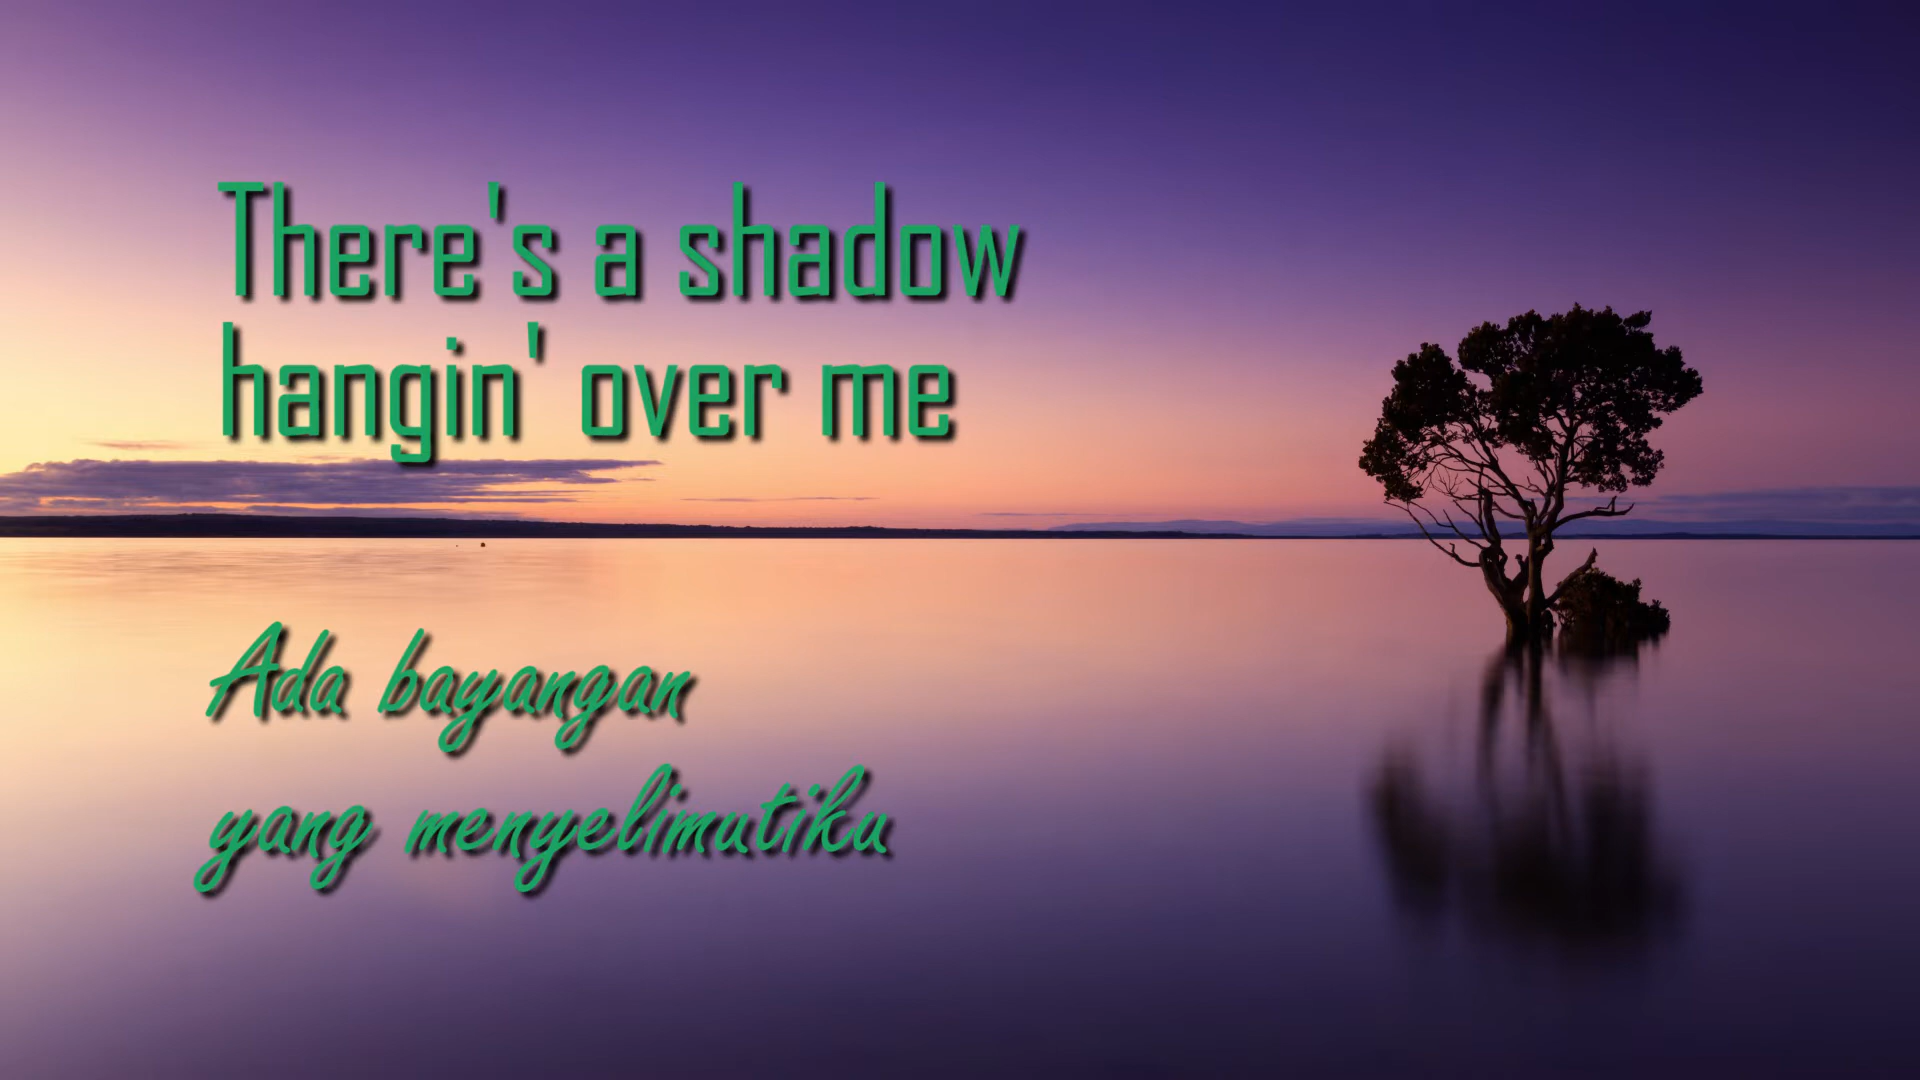 There's a shadow
hangin' over me
Ada bayangan
yang menyelimutiku